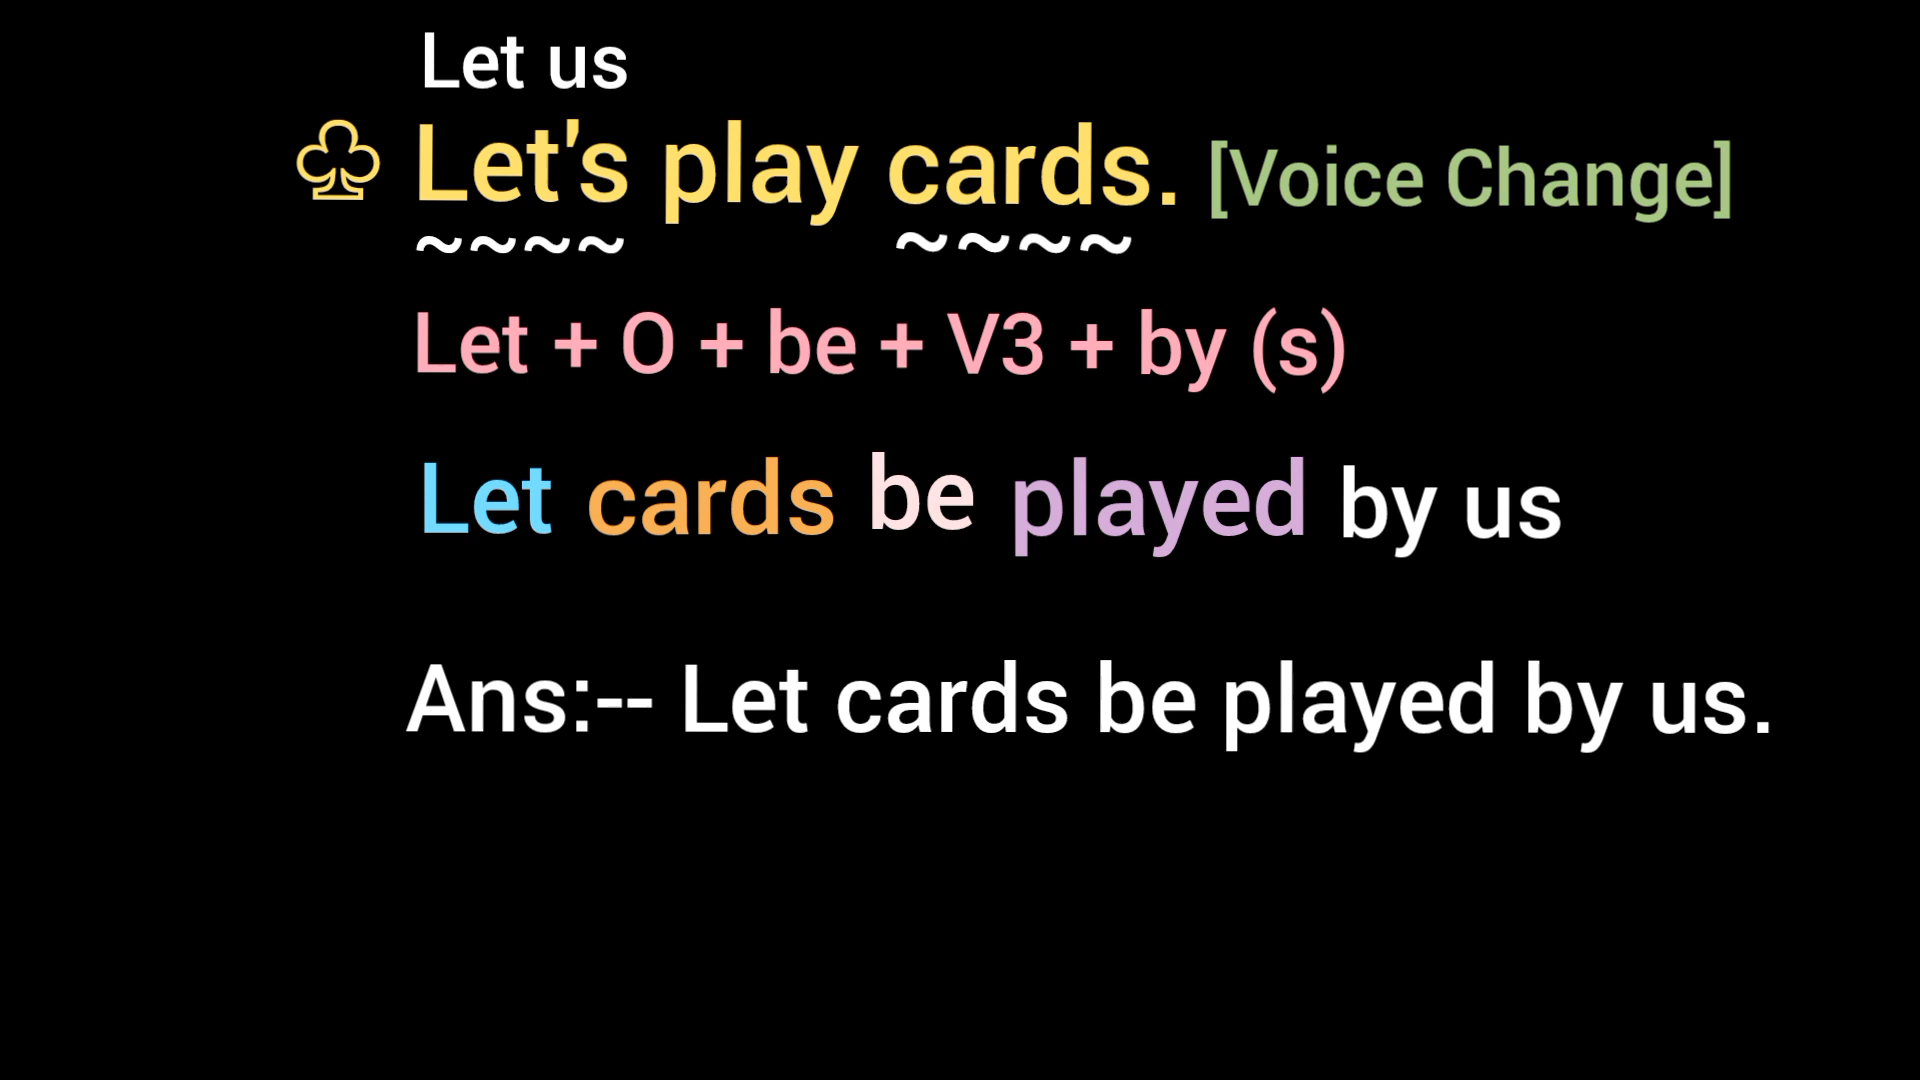 Let us
♧ Let's play cards. [Voice Change]
~~~~ ~~~~
Let + O + be + V3 + by (s)
Let cards be played by us
Ans:-- Let cards be played by us.